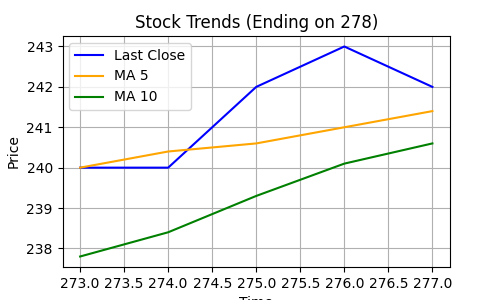 Stock Trends (Ending on 278)
243
242
241
240
239
238
Price
Last Close
MA 5
MA 10
273.0 273.5 274.0 274.5 275.0 275.5 276.0 276.5 277.0
Time